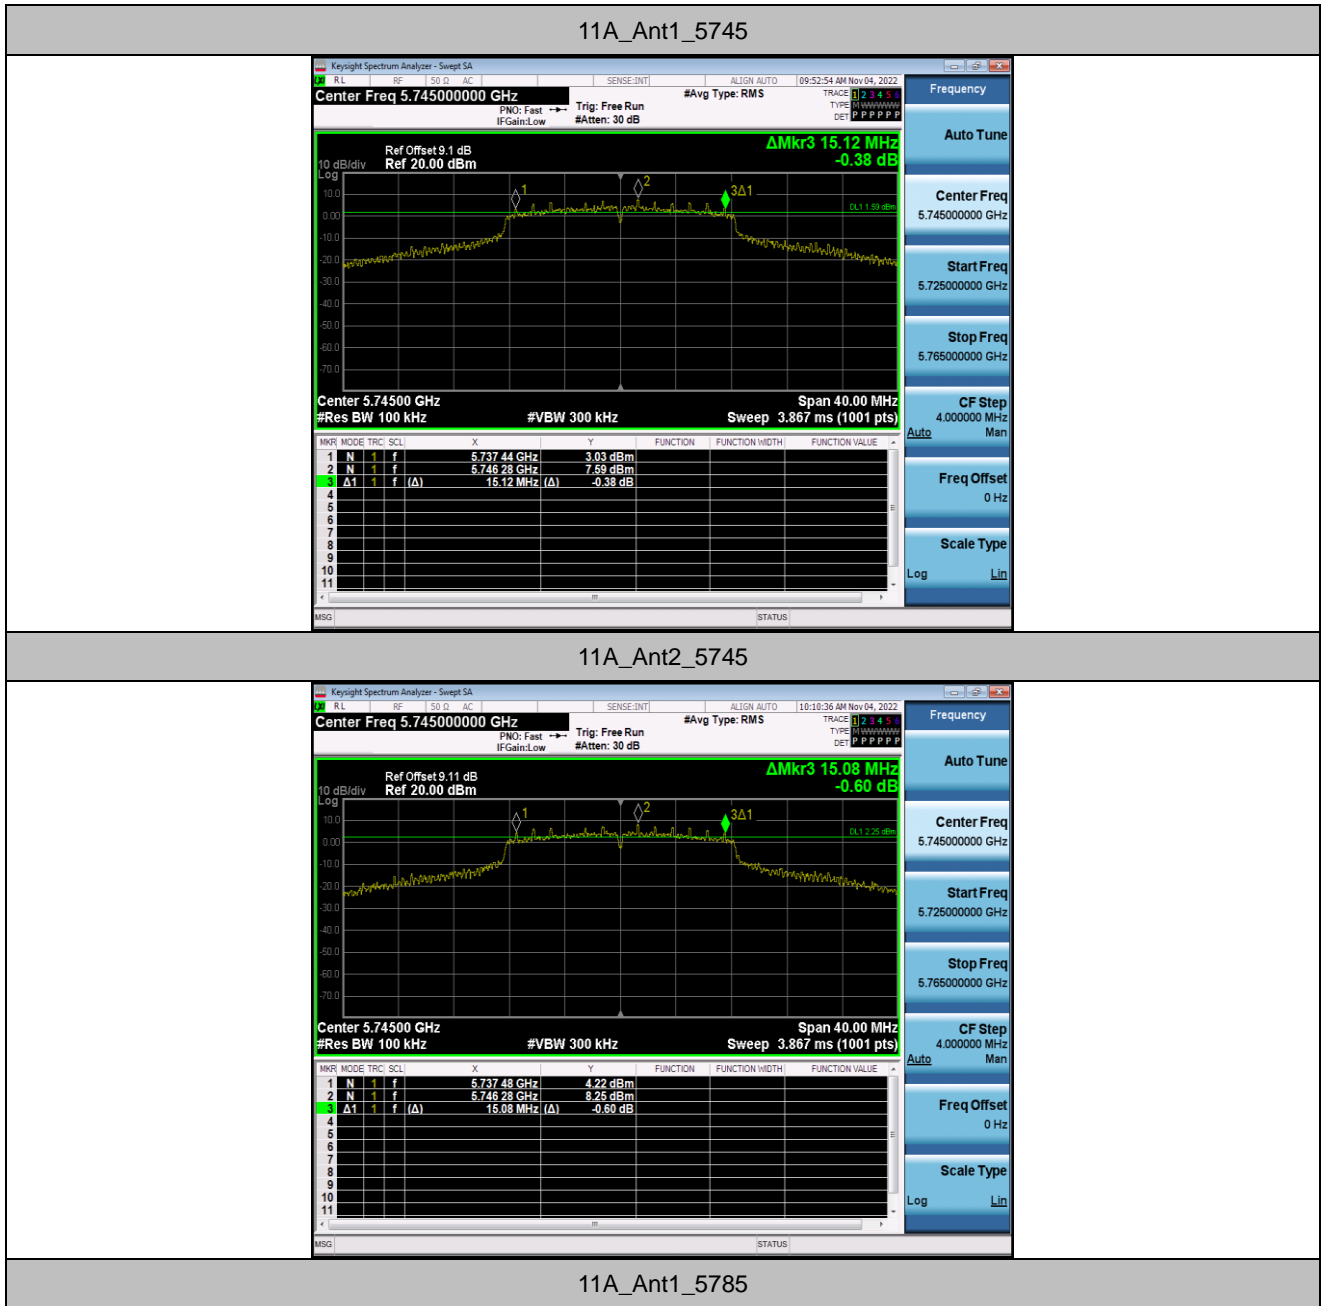 11A_Ant1_5745
Keysight Spectrum Analyzer - Swept SA
RL RF 50 Ω AC SENSE:INT ALIGN AUTO 09:52:54 AM Nov 04, 2022
Center Freq 5.745000000 GHz #Avg Type: RMS TRACE 1 2 3 4 5 6
PNO: Fast Trig: Free Run TYPE M WWWWW
IFGain:Low #Atten: 30 dB DET P P P P P P
ΔMkr3 15.12 MHz
-0.38 dB
Ref Offset 9.1 dB
10 dB/div Ref 20.00 dBm
Log
1 2 3Δ1
10.0
DL1 1.59 dBm
0.00
-10.0
-20.0
-30.0
-40.0
-50.0
-60.0
-70.0
Center 5.74500 GHz Span 40.00 MHz
#Res BW 100 kHz #VBW 300 kHz Sweep 3.867 ms (1001 pts)
MKR MODE TRC SCL X Y FUNCTION FUNCTION WIDTH FUNCTION VALUE
1 N 1 f 5.737 44 GHz 3.03 dBm
2 N 1 f 5.746 28 GHz 7.59 dBm
3 Δ1 1 f (Δ) 15.12 MHz (Δ) -0.38 dB
4
5
6
7
8
9
10
11
MSG STATUS
Frequency
Auto Tune
Center Freq
5.745000000 GHz
Start Freq
5.725000000 GHz
Stop Freq
5.765000000 GHz
CF Step
4.000000 MHz
Auto Man
Freq Offset
0 Hz
Scale Type
Log Lin
11A_Ant2_5745
Keysight Spectrum Analyzer - Swept SA
RL RF 50 Ω AC SENSE:INT ALIGN AUTO 10:10:36 AM Nov 04, 2022
Center Freq 5.745000000 GHz #Avg Type: RMS TRACE 1 2 3 4 5 6
PNO: Fast Trig: Free Run TYPE M WWWWW
IFGain:Low #Atten: 30 dB DET P P P P P P
ΔMkr3 15.08 MHz
-0.60 dB
Ref Offset 9.11 dB
10 dB/div Ref 20.00 dBm
Log
1 2 3Δ1
10.0
DL1 2.25 dBm
0.00
-10.0
-20.0
-30.0
-40.0
-50.0
-60.0
-70.0
Center 5.74500 GHz Span 40.00 MHz
#Res BW 100 kHz #VBW 300 kHz Sweep 3.867 ms (1001 pts)
MKR MODE TRC SCL X Y FUNCTION FUNCTION WIDTH FUNCTION VALUE
1 N 1 f 5.737 48 GHz 4.22 dBm
2 N 1 f 5.746 28 GHz 8.25 dBm
3 Δ1 1 f (Δ) 15.08 MHz (Δ) -0.60 dB
4
5
6
7
8
9
10
11
MSG STATUS
Frequency
Auto Tune
Center Freq
5.745000000 GHz
Start Freq
5.725000000 GHz
Stop Freq
5.765000000 GHz
CF Step
4.000000 MHz
Auto Man
Freq Offset
0 Hz
Scale Type
Log Lin
11A_Ant1_5785